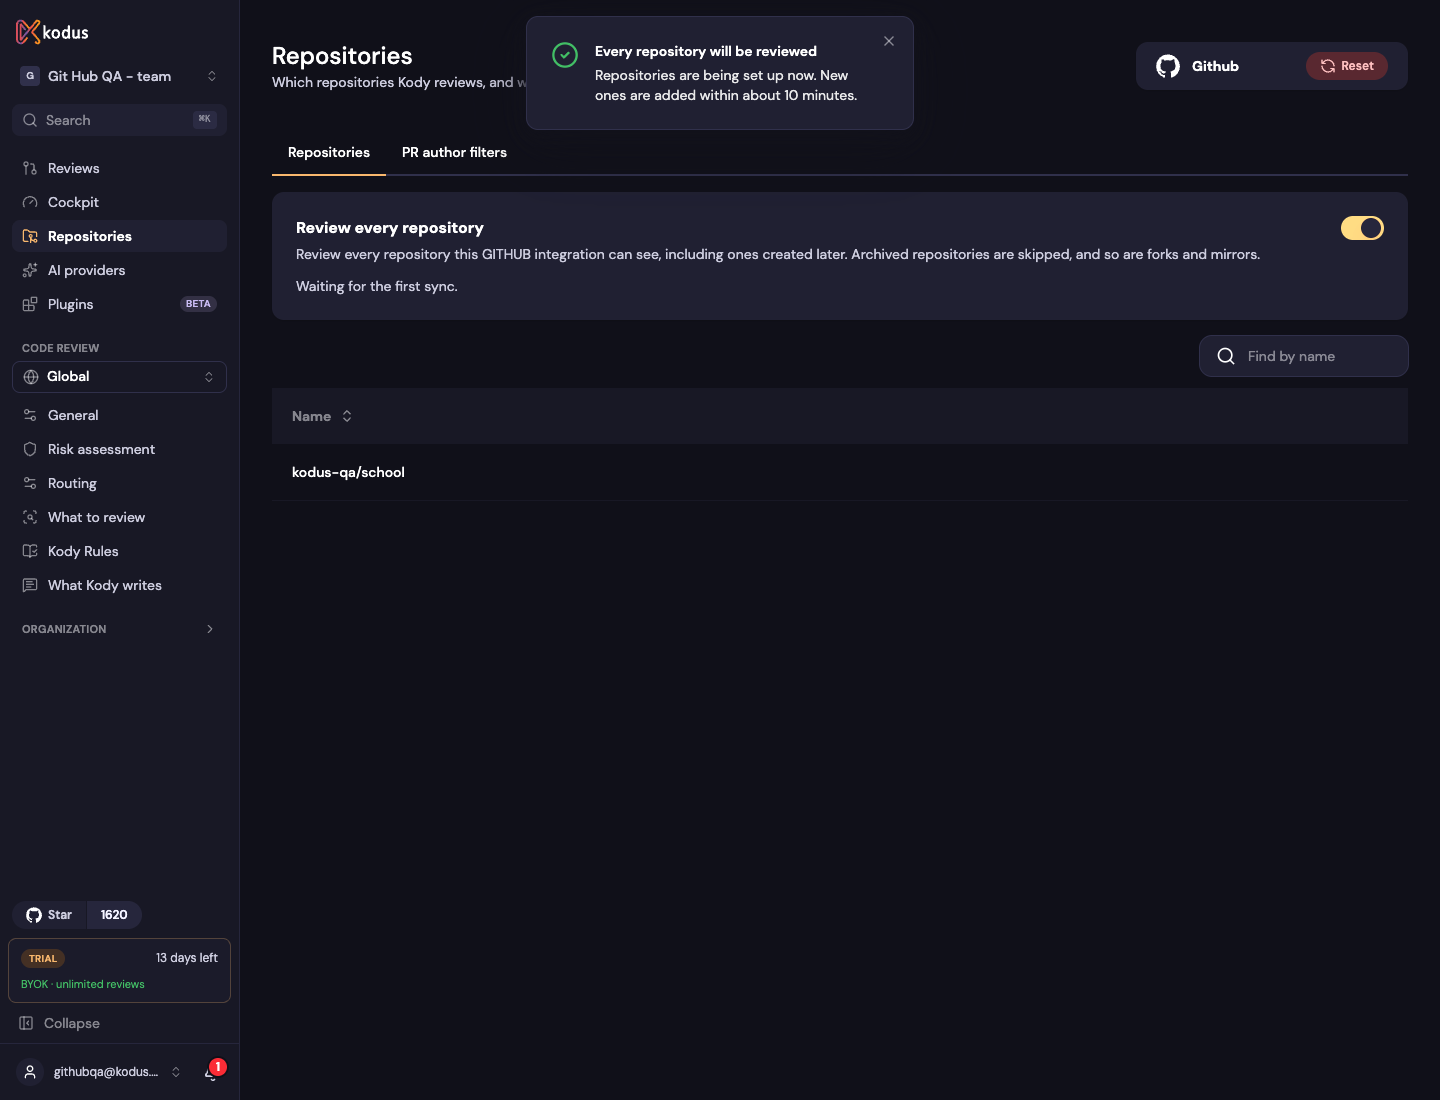 kodus
G
Git Hub QA - team
Search
⌘K
Reviews
Cockpit
Repositories
AI providers
Plugins
BETA
CODE REVIEW
Global
General
Risk assessment
Routing
What to review
Kody Rules
What Kody writes
ORGANIZATION
Star
1620
TRIAL
13 days left
BYOK · unlimited reviews
Collapse
githubqa@kodus....
1
Repositories
Which repositories Kody reviews, and w
Every repository will be reviewed
Repositories are being set up now. New
ones are added within about 10 minutes.
Github
Reset
Repositories
PR author filters
Review every repository
Review every repository this GITHUB integration can see, including ones created later. Archived repositories are skipped, and so are forks and mirrors.
Waiting for the first sync.
Find by name
Name
kodus-qa/school